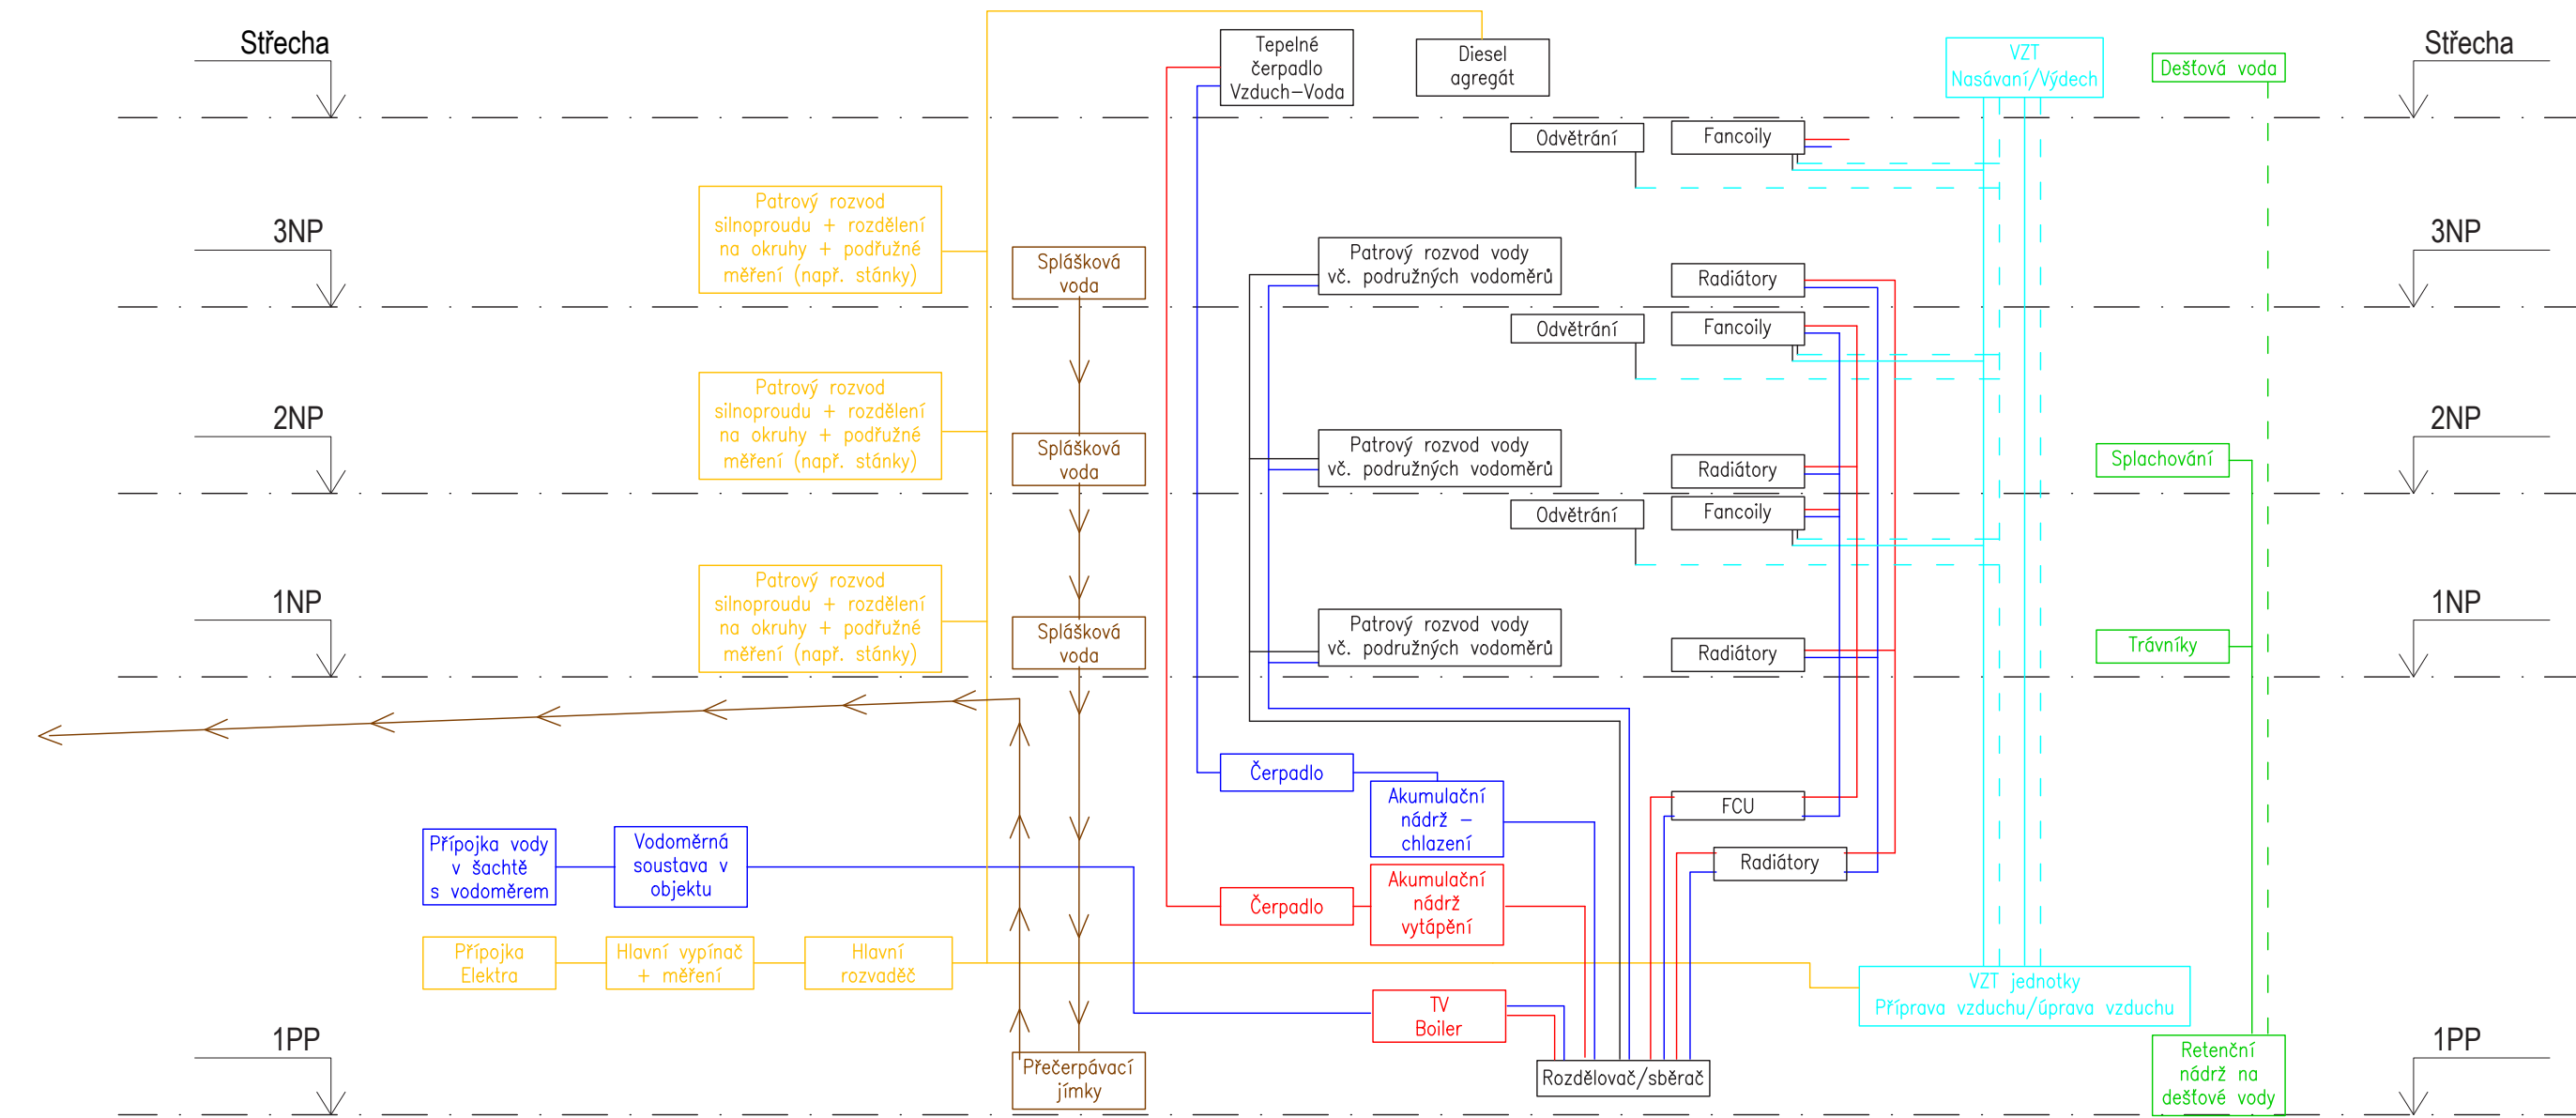 Střecha
Tepelné
čerpadlo
Vzduch-Voda
Diesel
agregát
VZT
Nasávaní/Výdech
Dešťová voda
Střecha
Odvětrání
Fancoily
3NP
Patrový rozvod
silnoproudu + rozdělení
na okruhy + podřužné
měření (např. stánky)
Splášková
voda
Patrový rozvod vody
vč. podružných vodoměrů
Radiátory
3NP
Odvětrání
Fancoily
2NP
Patrový rozvod
silnoproudu + rozdělení
na okruhy + podřužné
měření (např. stánky)
Splášková
voda
Patrový rozvod vody
vč. podružných vodoměrů
Radiátory
Splachování
2NP
Odvětrání
Fancoily
1NP
Patrový rozvod
silnoproudu + rozdělení
na okruhy + podřužné
měření (např. stánky)
Splášková
voda
Patrový rozvod vody
vč. podružných vodoměrů
Radiátory
Trávníky
1NP
Čerpadlo
Akumulační
nádrž -
chlazení
FCU
Přípojka vody
v šachtě
s vodoměrem
Vodoměrná
soustava v
objektu
Radiátory
Čerpadlo
Akumulační
nádrž
vytápění
Přípojka
Elektra
Hlavní vypínač
+ měření
Hlavní
rozvaděč
VZT jednotky
Příprava vzduchu/úprava vzduchu
TV
Boiler
1PP
Přečerpávací
jímky
Rozdělovač/sběrač
Retenční
nádrž na
dešťové vody
1PP